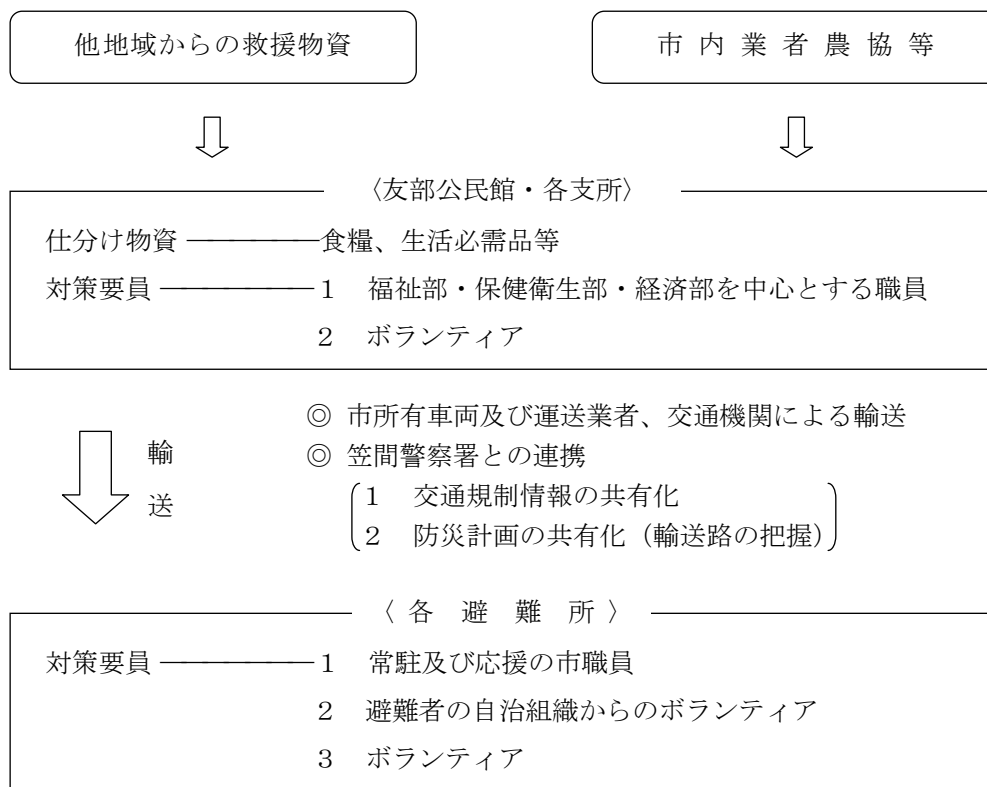 他地域からの救援物資
市内業者農協等
〈友部公民館・各支所〉
仕分け物資 ───── 食糧、生活必需品等
対策要員 ────── 1 福祉部・保健衛生部・経済部を中心とする職員
2 ボランティア
輸送
◎ 市所有車両及び運送業者、交通機関による輸送
◎ 笠間警察署との連携
1 交通規制情報の共有化
2 防災計画の共有化（輸送路の把握）
〈各避難所〉
対策要員 ────── 1 常駐及び応援の市職員
2 避難者の自治組織からのボランティア
3 ボランティア